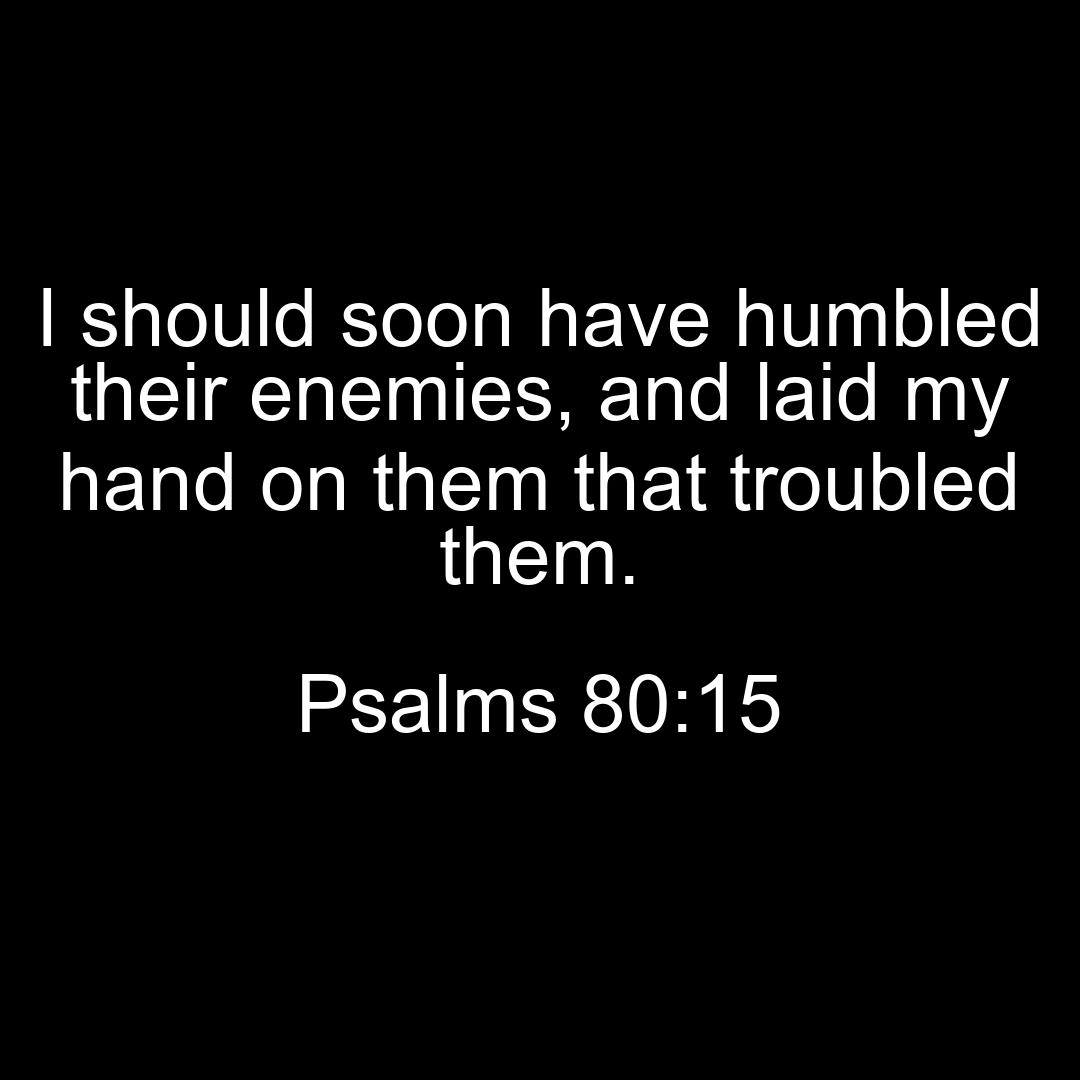 I should soon have humbled
their enemies, and laid my
hand on them that troubled
them.
Psalms 80:15